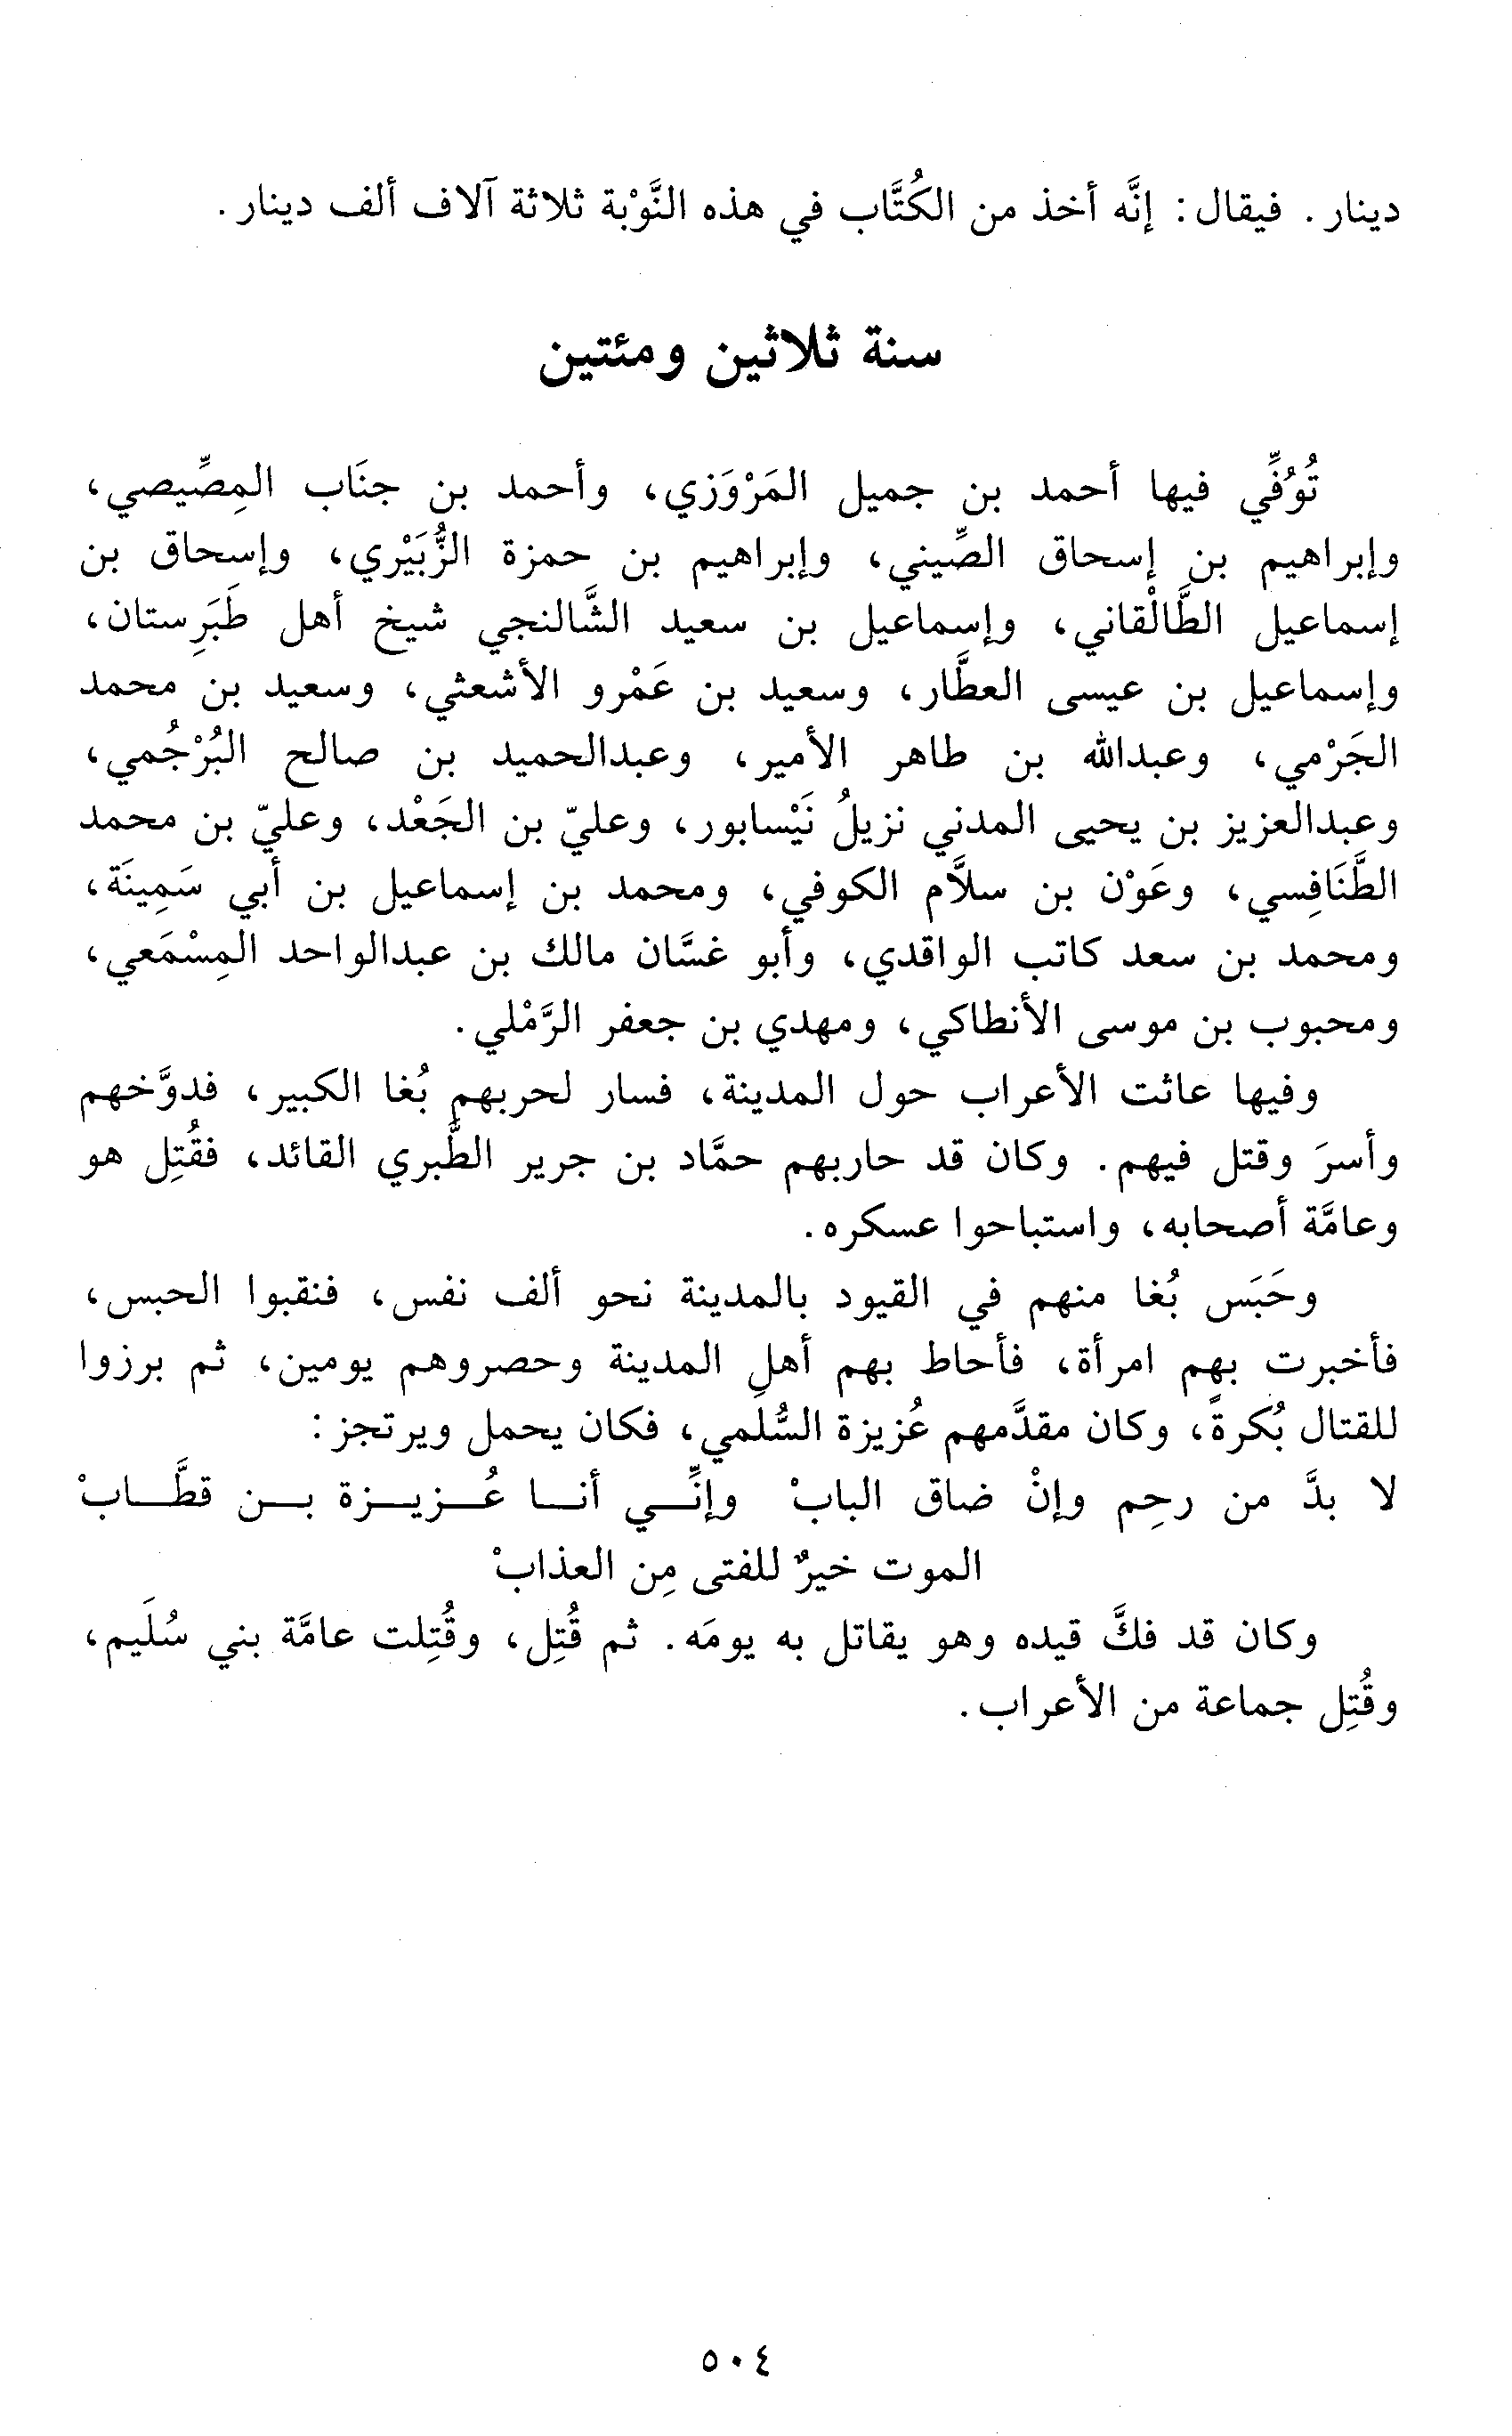 دينار. فيقال: إنَّه أخذ من الكُتَّاب في هذه النَّوْبة ثلاثة آلاف ألف دينار.
سنة ثلاثين ومئتين
تُوُفِّي فيها أحمد بن جميل المَرْوَزي، وأحمد بن جنَاب المِصِّيصي،
وإبراهيم بن إسحاق الصِّيني، وإبراهيم بن حمزة الزُّبَيْري، وإسحاق بن
إسماعيل الطَّالْقاني، وإسماعيل بن سعيد الشَّالنجي شيخ أهل طَبَرِستان،
وإسماعيل بن عيسى العطَّار، وسعيد بن عَمْرو الأشعثي، وسعيد بن محمد
الجَرْمي، وعبدالله بن طاهر الأمير، وعبدالحميد بن صالح البُرْجُمي،
وعبدالعزيز بن يحيى المدني نزيلُ نَيْسابور، وعليّ بن الجَعْد، وعليّ بن محمد
الطَّنَافِسي، وعَوْن بن سلاَّم الكوفي، ومحمد بن إسماعيل بن أبي سَمِينَة،
ومحمد بن سعد كاتب الواقدي، وأبو غسَّان مالك بن عبدالواحد المِسْمَعي،
ومحبوب بن موسى الأنطاكي، ومهدي بن جعفر الرَّمْلي.
وفيها عاثت الأعراب حول المدينة، فسار لحربهم بُغا الكبير، فدوَّخهم
وأسرَ وقتل فيهم. وكان قد حاربهم حمَّاد بن جرير الطَّبري القائد، فقُتِل هو
وعامَّة أصحابه، واستباحوا عسكره.
وحَبَس بُغا منهم في القيود بالمدينة نحو ألف نفس، فنقبوا الحبس،
فأخبرت بهم امرأة، فأحاط بهم أهل المدينة وحصروهم يومين، ثم برزوا
للقتال بُكرةً، وكان مقدَّمهم عُزيزة السُّلَمي، فكان يحمل ويرتجز:
لا بدَّ من رحِم وإنْ ضاق البابْ وإنِّـي أنـا عُـزيـزة بـن قطَّـابْ
الموت خيرٌ للفتى مِن العذابْ
وكان قد فكَّ قيده وهو يقاتل به يومَه. ثم قُتِل، وقُتِلت عامَّة بني سُلَيم،
وقُتِل جماعة من الأعراب.
٥٠٤